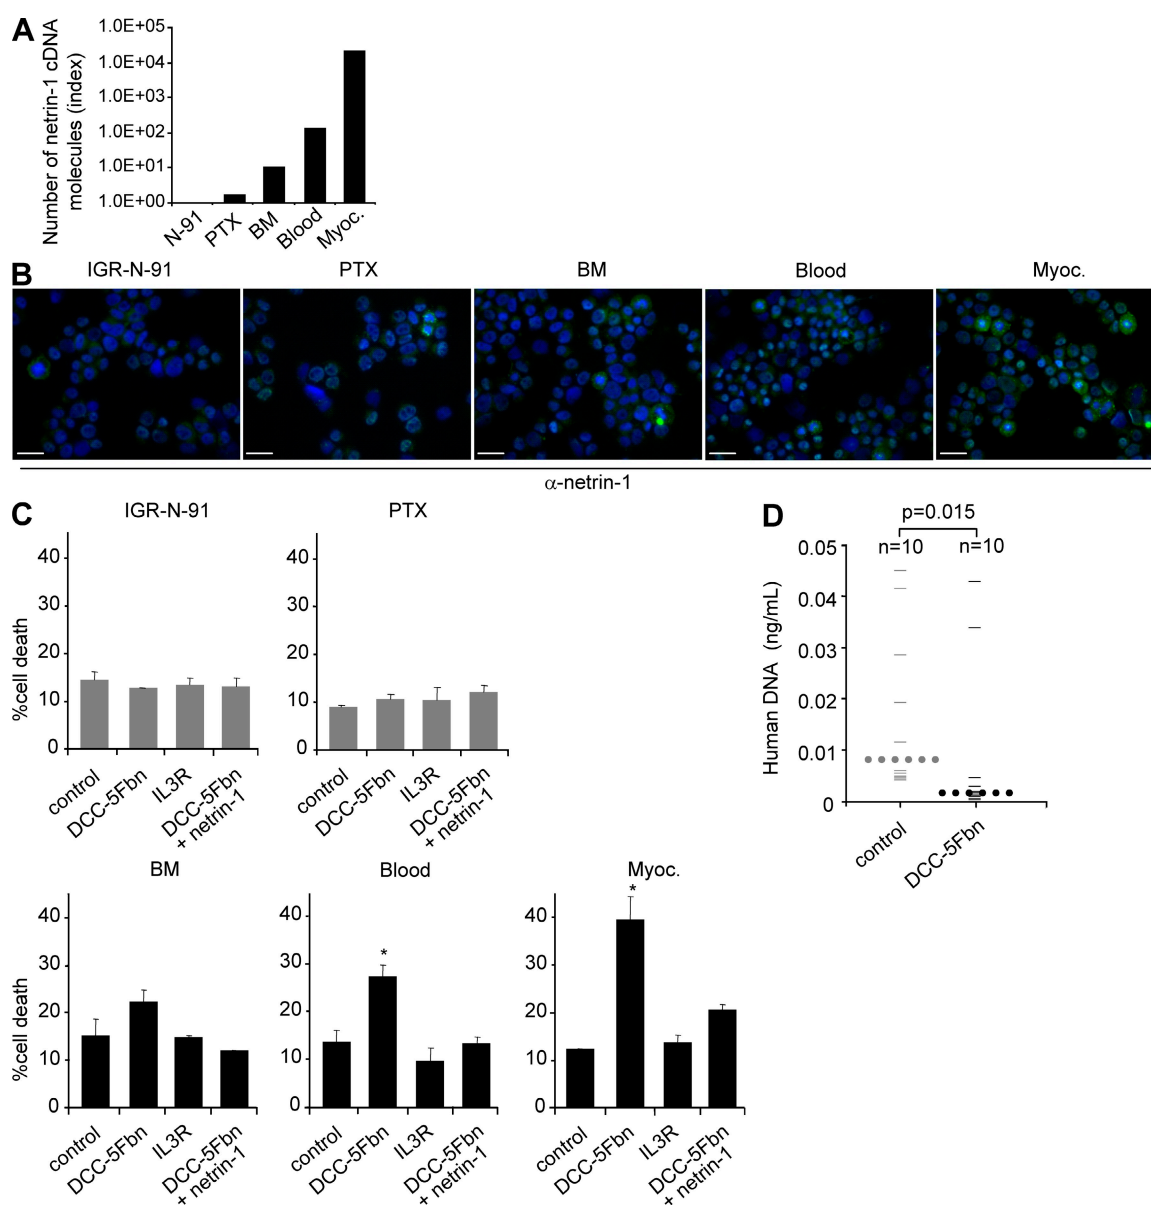 A
Number of netrin-1 cDNA
molecules (index)
1.0E+05
1.0E+04
1.0E+03
1.0E+02
1.0E+01
1.0E+00
N-91
PTX
BM
Blood
Myoc.
B
IGR-N-91
PTX
BM
Blood
Myoc.
α-netrin-1
C
IGR-N-91
%cell death
40
30
20
10
0
control
DCC-5Fbn
IL3R
DCC-5Fbn
+ netrin-1
PTX
40
30
20
10
0
control
DCC-5Fbn
IL3R
DCC-5Fbn
+ netrin-1
BM
%cell death
40
30
20
10
0
control
DCC-5Fbn
IL3R
DCC-5Fbn
+ netrin-1
Blood
40
30
20
10
0
*
control
DCC-5Fbn
IL3R
DCC-5Fbn
+ netrin-1
Myoc.
40
30
20
10
0
*
control
DCC-5Fbn
IL3R
DCC-5Fbn
+ netrin-1
D
p=0.015
n=10
n=10
Human DNA (ng/mL)
0.05
0.04
0.03
0.02
0.01
0
control
DCC-5Fbn